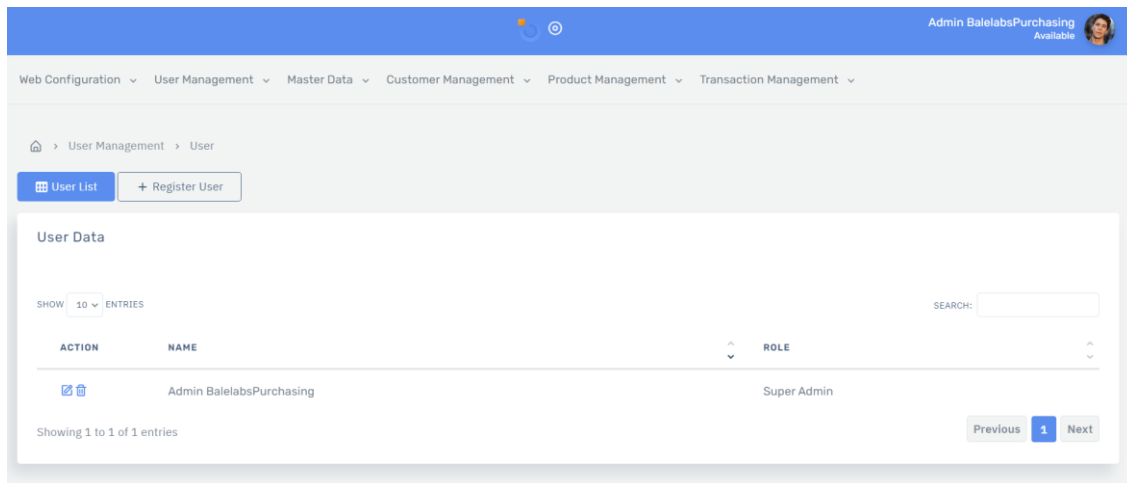 Admin BalelabsPurchasing
Available
Web Configuration User Management Master Data Customer Management Product Management Transaction Management
> User Management > User
User List + Register User
User Data
SHOW 10 ENTRIES SEARCH:
ACTION NAME ROLE
Admin BalelabsPurchasing Super Admin
Showing 1 to 1 of 1 entries Previous 1 Next